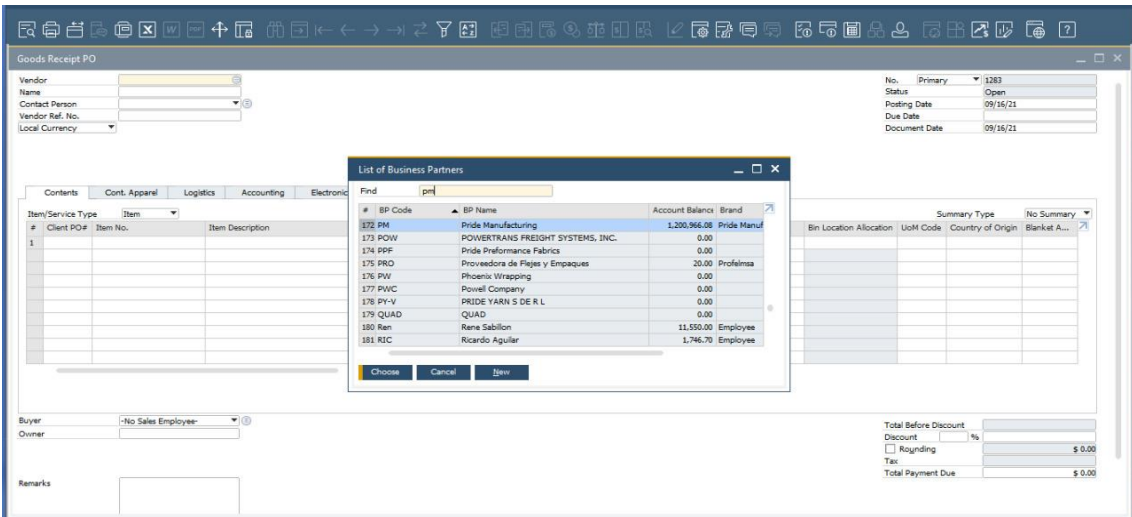 Goods Receipt PO
Vendor
Name
Contact Person
Vendor Ref. No.
Local Currency
No. Primary 1283
Status Open
Posting Date 09/16/21
Due Date
Document Date 09/16/21
Contents Cont. Apparel Logistics Accounting Electronic
Item/Service Type Item
Summary Type No Summary
# Client PO# Item No. Item Description
Bin Location Allocation UoM Code Country of Origin Blanket A...
1
List of Business Partners
Find pm
# BP Code BP Name Account Balance Brand
172 PM Pride Manufacturing 1,200,966.08 Pride Manuf
173 POW POWERTRANS FREIGHT SYSTEMS, INC. 0.00
174 PPF Pride Preformance Fabrics 0.00
175 PRO Proveedora de Flejes y Empaques 20.00 Profelmsa
176 PW Phoenix Wrapping 0.00
177 PWC Powell Company 0.00
178 PY-V PRIDE YARN S DE R L 0.00
179 QUAD QUAD 0.00
180 Ren Rene Sabillon 11,550.00 Employee
181 RIC Ricardo Aguilar 1,746.70 Employee
Choose Cancel New
Buyer -No Sales Employee-
Owner
Total Before Discount
Discount %
Rounding $ 0.00
Tax
Total Payment Due $ 0.00
Remarks